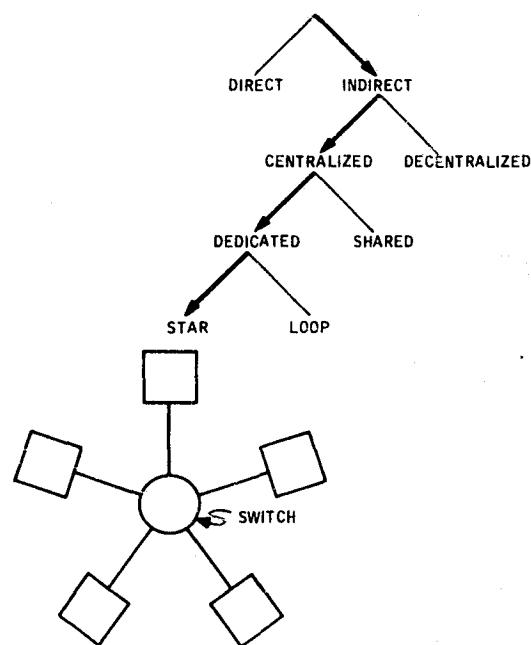 DIRECT INDIRECT
CENTRALIZED DECENTRALIZED
DEDICATED SHARED
STAR LOOP
SWITCH